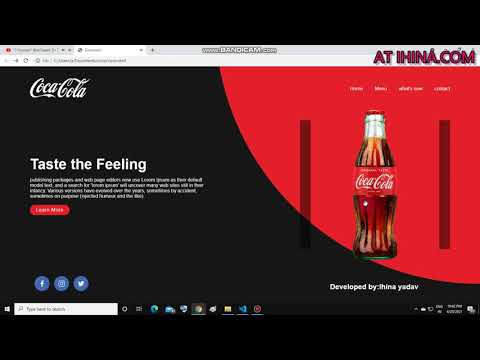 www.BANDICAM.com
AT IHINA.COM
Coca-Cola
Home Menu what's new contact
Taste the Feeling
publishing packages and web page editors now use Lorem Ipsum as their default
model text, and a search for 'lorem ipsum' will uncover many web sites still in their
infancy. Various versions have evolved over the years, sometimes by accident,
sometimes on purpose (injected humour and the like)
Learn More
ORIGINAL TASTE
Coca-Cola
Developed by:Ihina yadav
Type here to search
ENG